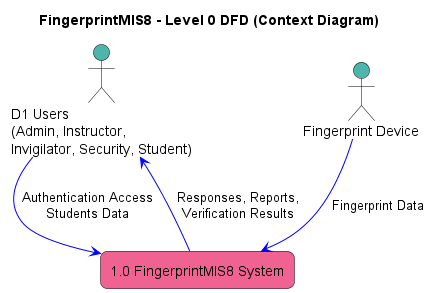 FingerprintMIS8 - Level 0 DFD (Context Diagram)
D1 Users
(Admin, Instructor,
Invigilator, Security, Student)
Fingerprint Device
Authentication Access
Students Data
Responses, Reports,
Verification Results
Fingerprint Data
1.0 FingerprintMIS8 System